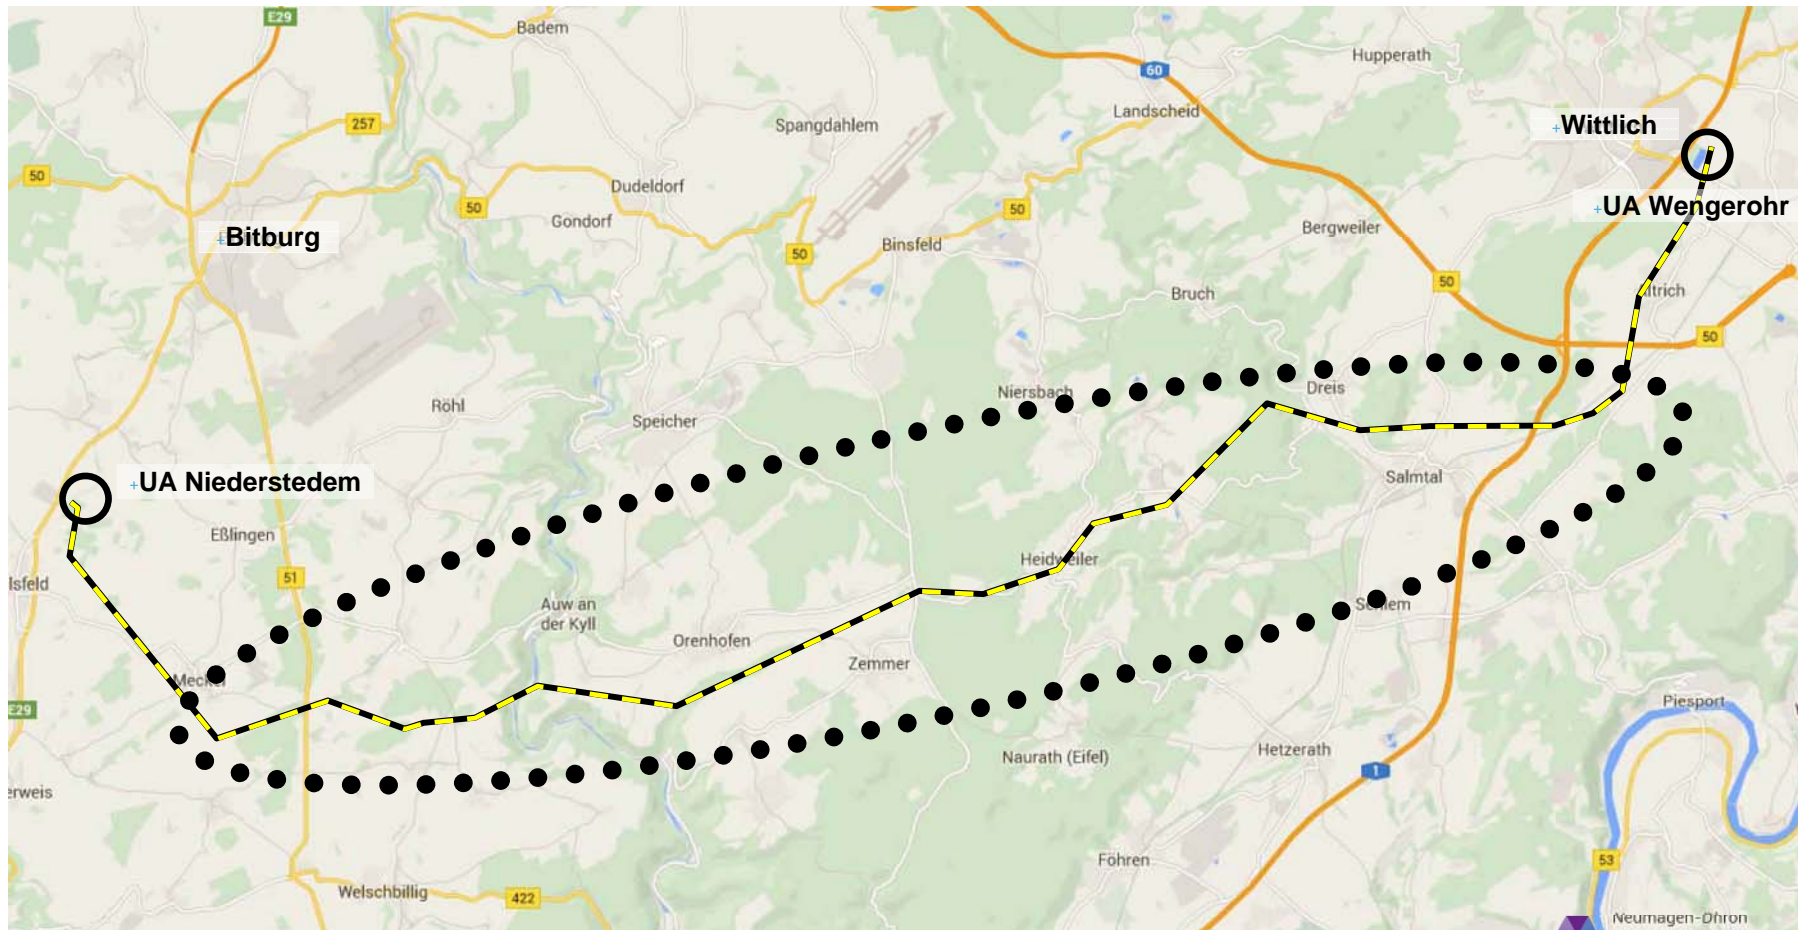 E29
Badem
60
Hupperath
Landscheid
257
Spangdahlem
Wittlich
50
Dudeldorf
50
Gondorf
50
UA Wengerohr
Bitburg
50
Binsfeld
Bergweiler
50
Bruch
ltrich
50
Röhl
Speicher
Niersbach
Dreis
UA Niederstedem
Salmtal
Eßlingen
lsfeld
51
Heidweiler
Auw an
der Kyll
Orenhofen
Zemmer
Meckel
E29
Piesport
Naurath (Eifel)
Hetzerath
1
erweis
Welschbillig
422
Föhren
53
Neumagen-Dhron